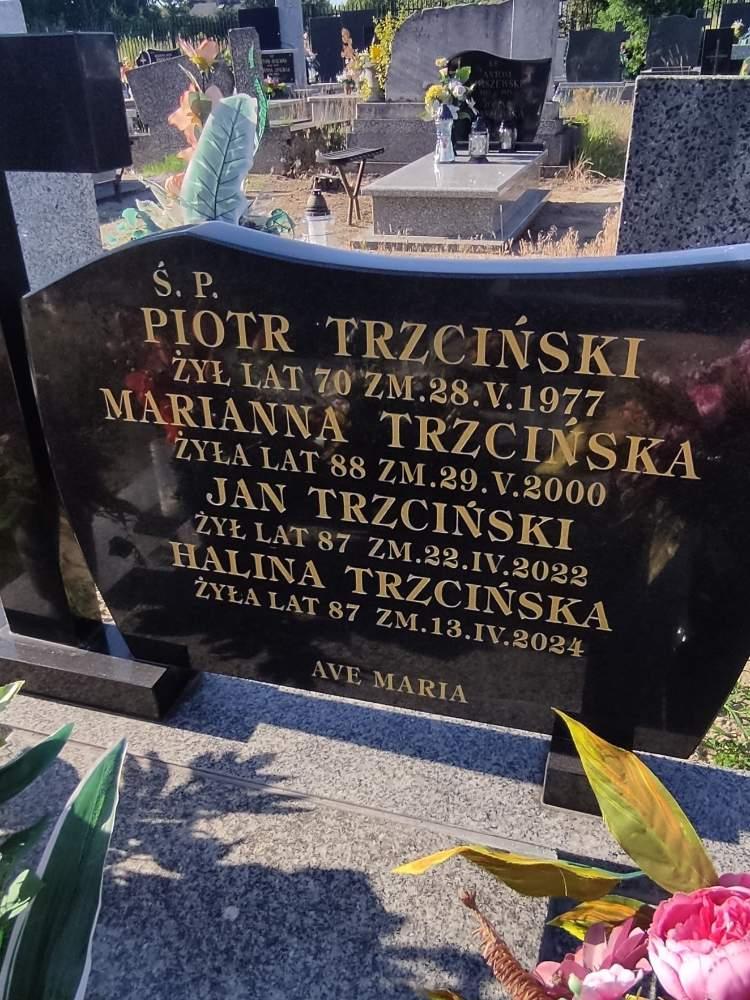 Ś. P.
PIOTR TRZCIŃSKI
ŻYŁ LAT 70 ZM.28.V.1977
MARIANNA TRZCIŃSKA
ŻYŁA LAT 88 ZM.29.V.2000
JAN TRZCIŃSKI
ŻYŁ LAT 87 ZM.22.IV.2022
HALINA TRZCIŃSKA
ŻYŁA LAT 87 ZM.13.IV.2024
AVE MARIA
ANTONI